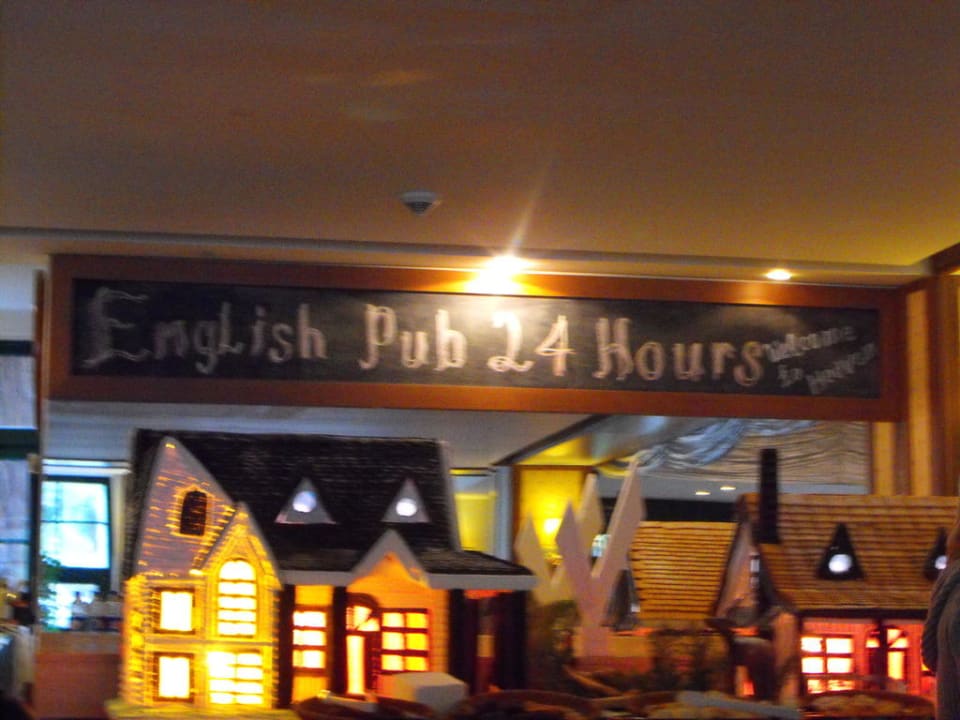 English Pub 24 Hours
Welcome
to Heaven